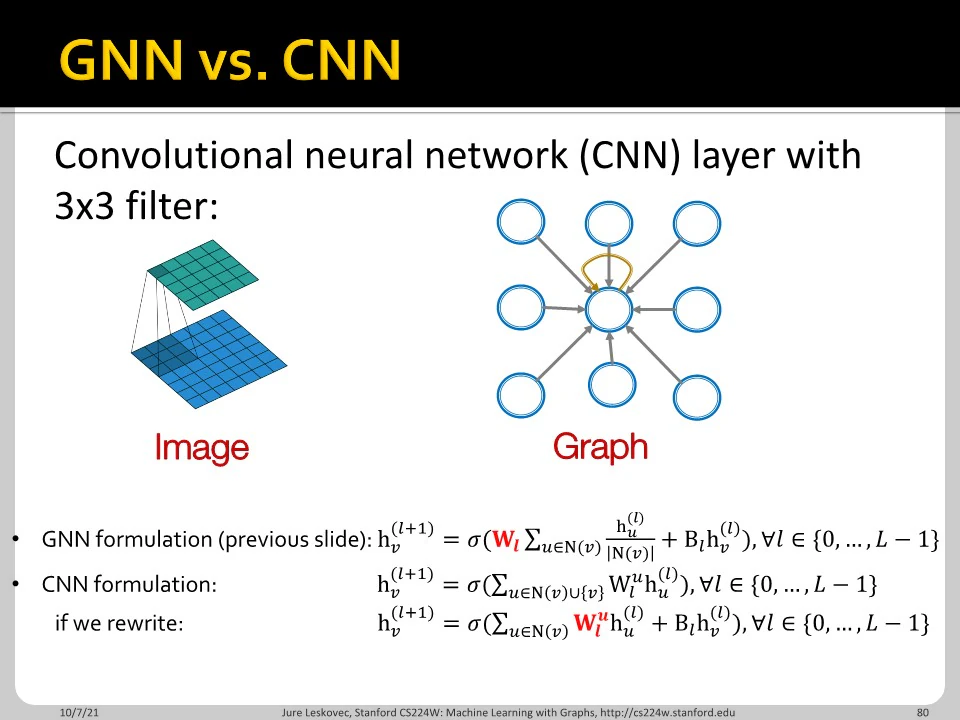 GNN vs. CNN
Convolutional neural network (CNN) layer with
3x3 filter:
Image
Graph
• GNN formulation (previous slide): h_v^{(l+1)} = σ(W_l ∑_{u∈N(v)} h_u^{(l)} / |N(v)| + B_l h_v^{(l)}), ∀l ∈ {0, … , L − 1}
• CNN formulation: h_v^{(l+1)} = σ(∑_{u∈N(v)∪{v}} W_l^u h_u^{(l)}), ∀l ∈ {0, … , L − 1}
if we rewrite: h_v^{(l+1)} = σ(∑_{u∈N(v)} W_l^u h_u^{(l)} + B_l h_v^{(l)}), ∀l ∈ {0, … , L − 1}
10/7/21 Jure Leskovec, Stanford CS224W: Machine Learning with Graphs, http://cs224w.stanford.edu 80